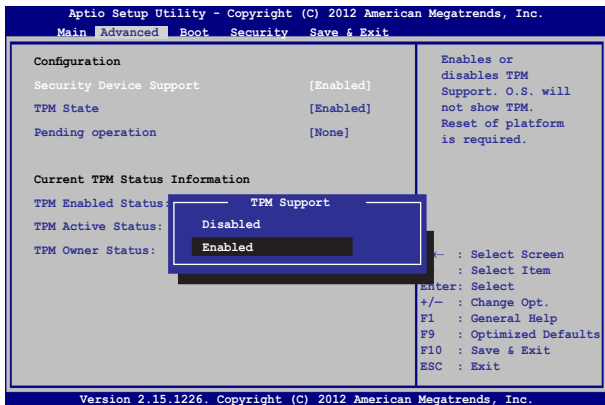 Aptio Setup Utility - Copyright (C) 2012 American Megatrends, Inc.
Main Advanced Boot Security Save & Exit
Configuration
Security Device Support [Enabled]
TPM State [Enabled]
Pending operation [None]
Current TPM Status Information
TPM Enabled Status:
TPM Active Status:
TPM Owner Status:
TPM Support
Disabled
Enabled
Enables or
disables TPM
Support. O.S. will
not show TPM.
Reset of platform
is required.
← : Select Screen
: Select Item
Enter: Select
+/— : Change Opt.
F1 : General Help
F9 : Optimized Defaults
F10 : Save & Exit
ESC : Exit
Version 2.15.1226. Copyright (C) 2012 American Megatrends, Inc.